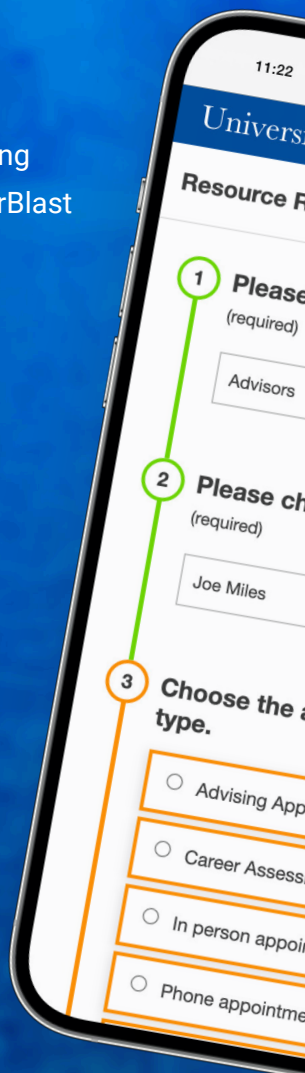 ng
rBlast
11:22
Univers
Resource R
1
Please
(required)
Advisors
2
Please ch
(required)
Joe Miles
3
Choose the a
type.
Advising App
Career Assess
In person appoin
Phone appointme